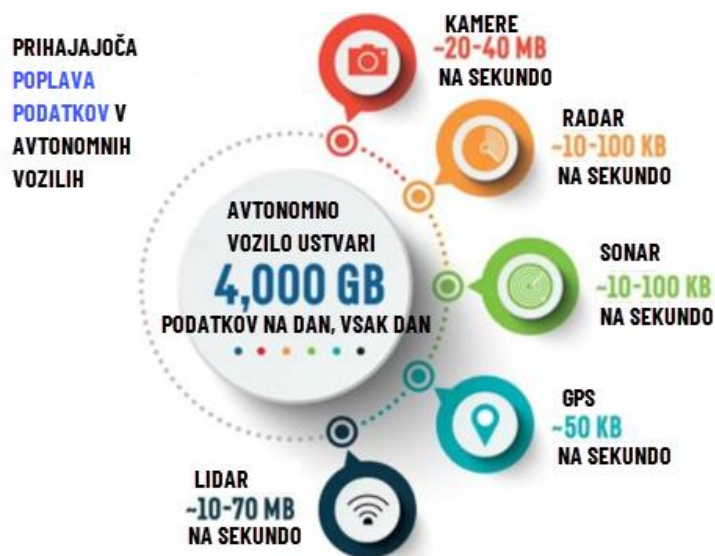 PRIHAJAJOČA
POPLAVA
PODATKOV V
AVTONOMNIH
VOZILIH
KAMERE
~20-40 MB
NA SEKUNDO
RADAR
~10-100 KB
NA SEKUNDO
AVTONOMNO
VOZILO USTVARI
4,000 GB
PODATKOV NA DAN, VSAK DAN
SONAR
~10-100 KB
NA SEKUNDO
GPS
~50 KB
NA SEKUNDO
LIDAR
~10-70 MB
NA SEKUNDO